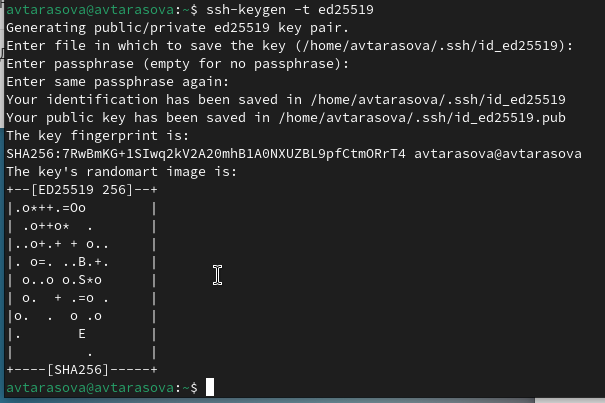 avtarasova@avtarasova:~$ ssh-keygen -t ed25519
Generating public/private ed25519 key pair.
Enter file in which to save the key (/home/avtarasova/.ssh/id_ed25519):
Enter passphrase (empty for no passphrase):
Enter same passphrase again:
Your identification has been saved in /home/avtarasova/.ssh/id_ed25519
Your public key has been saved in /home/avtarasova/.ssh/id_ed25519.pub
The key fingerprint is:
SHA256:7RwBmKG+1SIwq2kV2A20mhB1A0NXUZBL9pfCtmORrT4 avtarasova@avtarasova
The key's randomart image is:
+--[ED25519 256]--+
|.o*++.=Oo        |
| .o++o*  .       |
|..o+.+ + o..     |
|. o=. ..B.+.     |
| o..o o.S*o      |
| o.  + .=o .     |
|o.  .  o .o      |
|.       E        |
|         .       |
+----[SHA256]-----+
avtarasova@avtarasova:~$